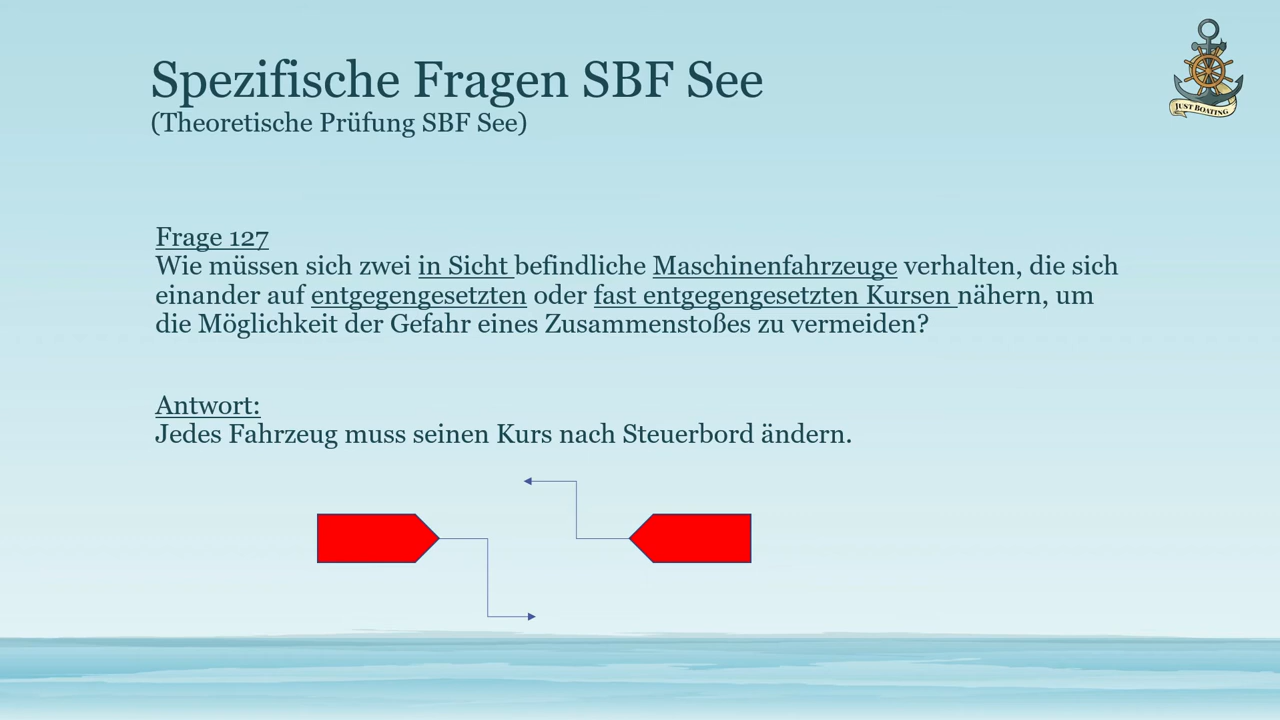 Spezifische Fragen SBF See
(Theoretische Prüfung SBF See)
JUST BOATING
Frage 127
Wie müssen sich zwei in Sicht befindliche Maschinenfahrzeuge verhalten, die sich
einander auf entgegengesetzten oder fast entgegengesetzten Kursen nähern, um
die Möglichkeit der Gefahr eines Zusammenstoßes zu vermeiden?
Antwort:
Jedes Fahrzeug muss seinen Kurs nach Steuerbord ändern.